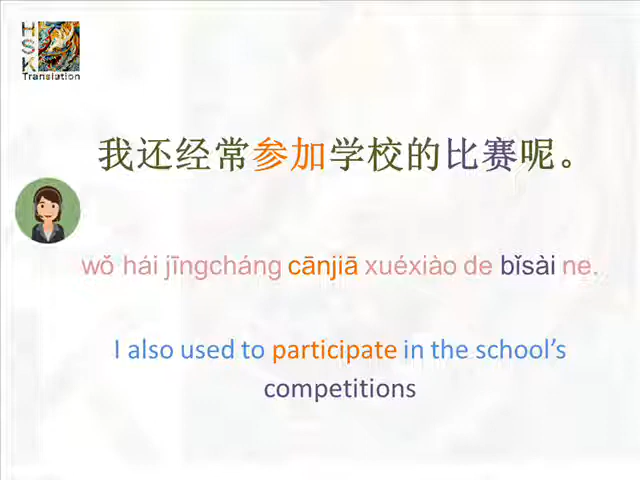 HSK
Translation
我还经常参加学校的比赛呢。
wǒ hái jīngcháng cānjiā xuéxiào de bǐsài ne.
I also used to participate in the school’s
competitions